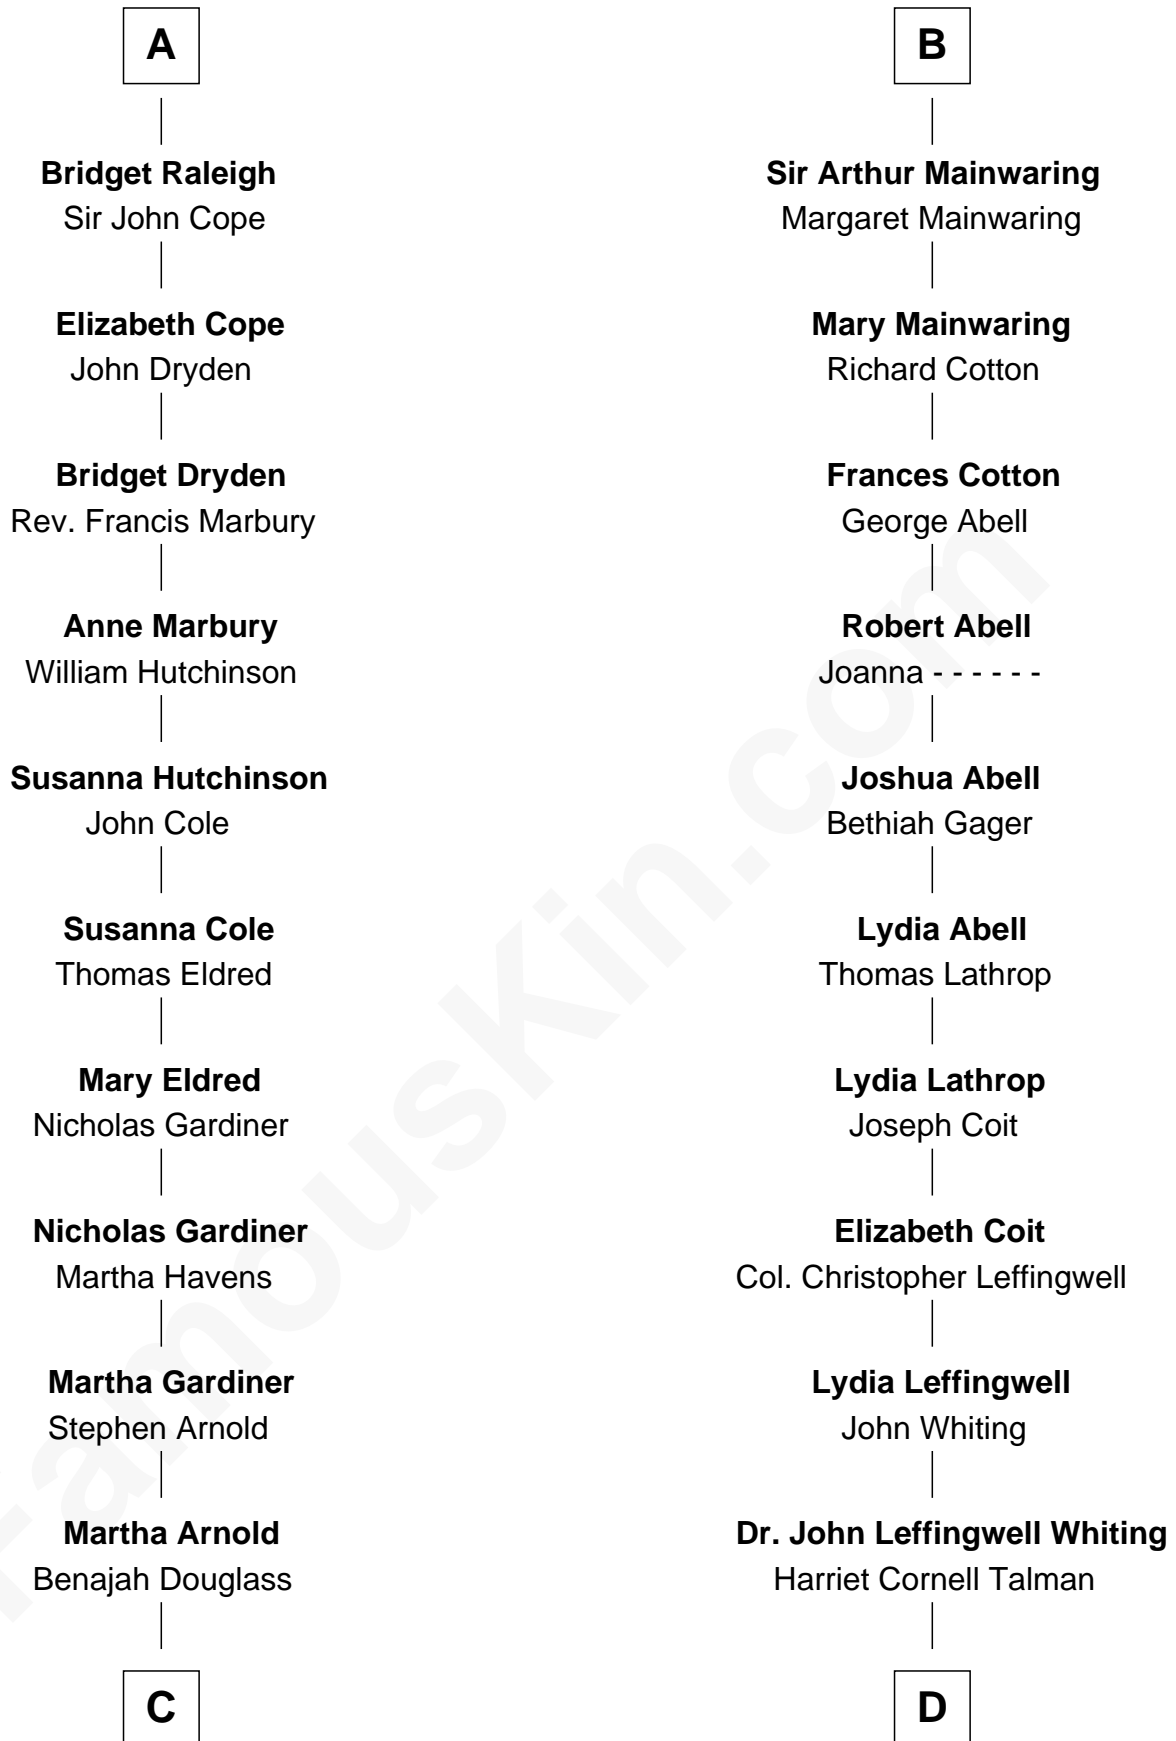 A
Bridget Raleigh
Sir John Cope
Elizabeth Cope
John Dryden
Bridget Dryden
Rev. Francis Marbury
Anne Marbury
William Hutchinson
Susanna Hutchinson
John Cole
Susanna Cole
Thomas Eldred
Mary Eldred
Nicholas Gardiner
Nicholas Gardiner
Martha Havens
Martha Gardiner
Stephen Arnold
Martha Arnold
Benajah Douglass
C
B
Sir Arthur Mainwaring
Margaret Mainwaring
Mary Mainwaring
Richard Cotton
Frances Cotton
George Abell
Robert Abell
Joanna - - - - - -
Joshua Abell
Bethiah Gager
Lydia Abell
Thomas Lathrop
Lydia Lathrop
Joseph Coit
Elizabeth Coit
Col. Christopher Leffingwell
Lydia Leffingwell
John Whiting
Dr. John Leffingwell Whiting
Harriet Cornell Talman
D
FamousKin.com